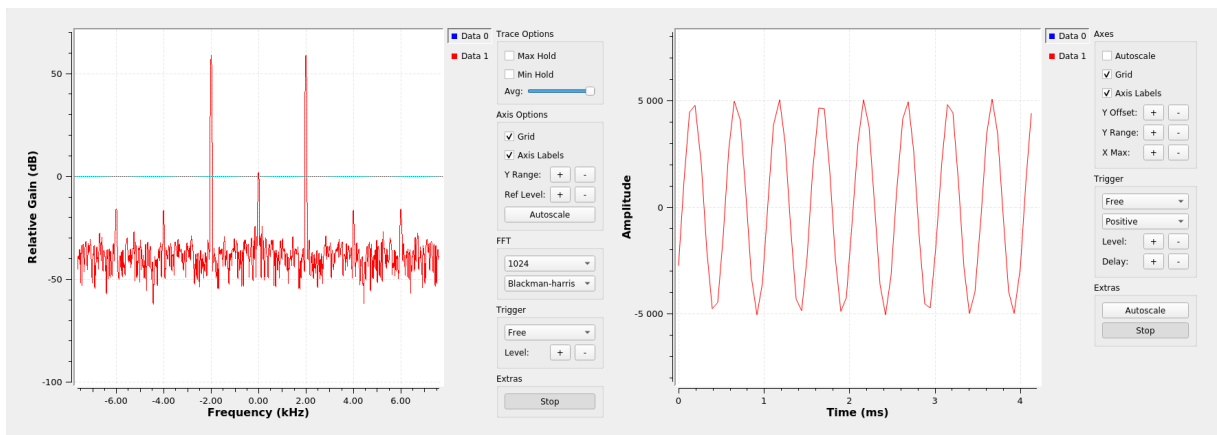 Relative Gain (dB)
50
0
-50
-100
-6.00 -4.00 -2.00 0.00 2.00 4.00 6.00
Frequency (kHz)
Data 0
Data 1
Trace Options
Max Hold
Min Hold
Avg:
Axis Options
Grid
Axis Labels
Y Range: + -
Ref Level: + -
Autoscale
FFT
1024
Blackman-harris
Trigger
Free
Level: + -
Extras
Stop
Amplitude
5 000
0
-5 000
0 1 2 3 4
Time (ms)
Data 0
Data 1
Axes
Autoscale
Grid
Axis Labels
Y Offset: + -
Y Range: + -
X Max: + -
Trigger
Free
Positive
Level: + -
Delay: + -
Extras
Autoscale
Stop